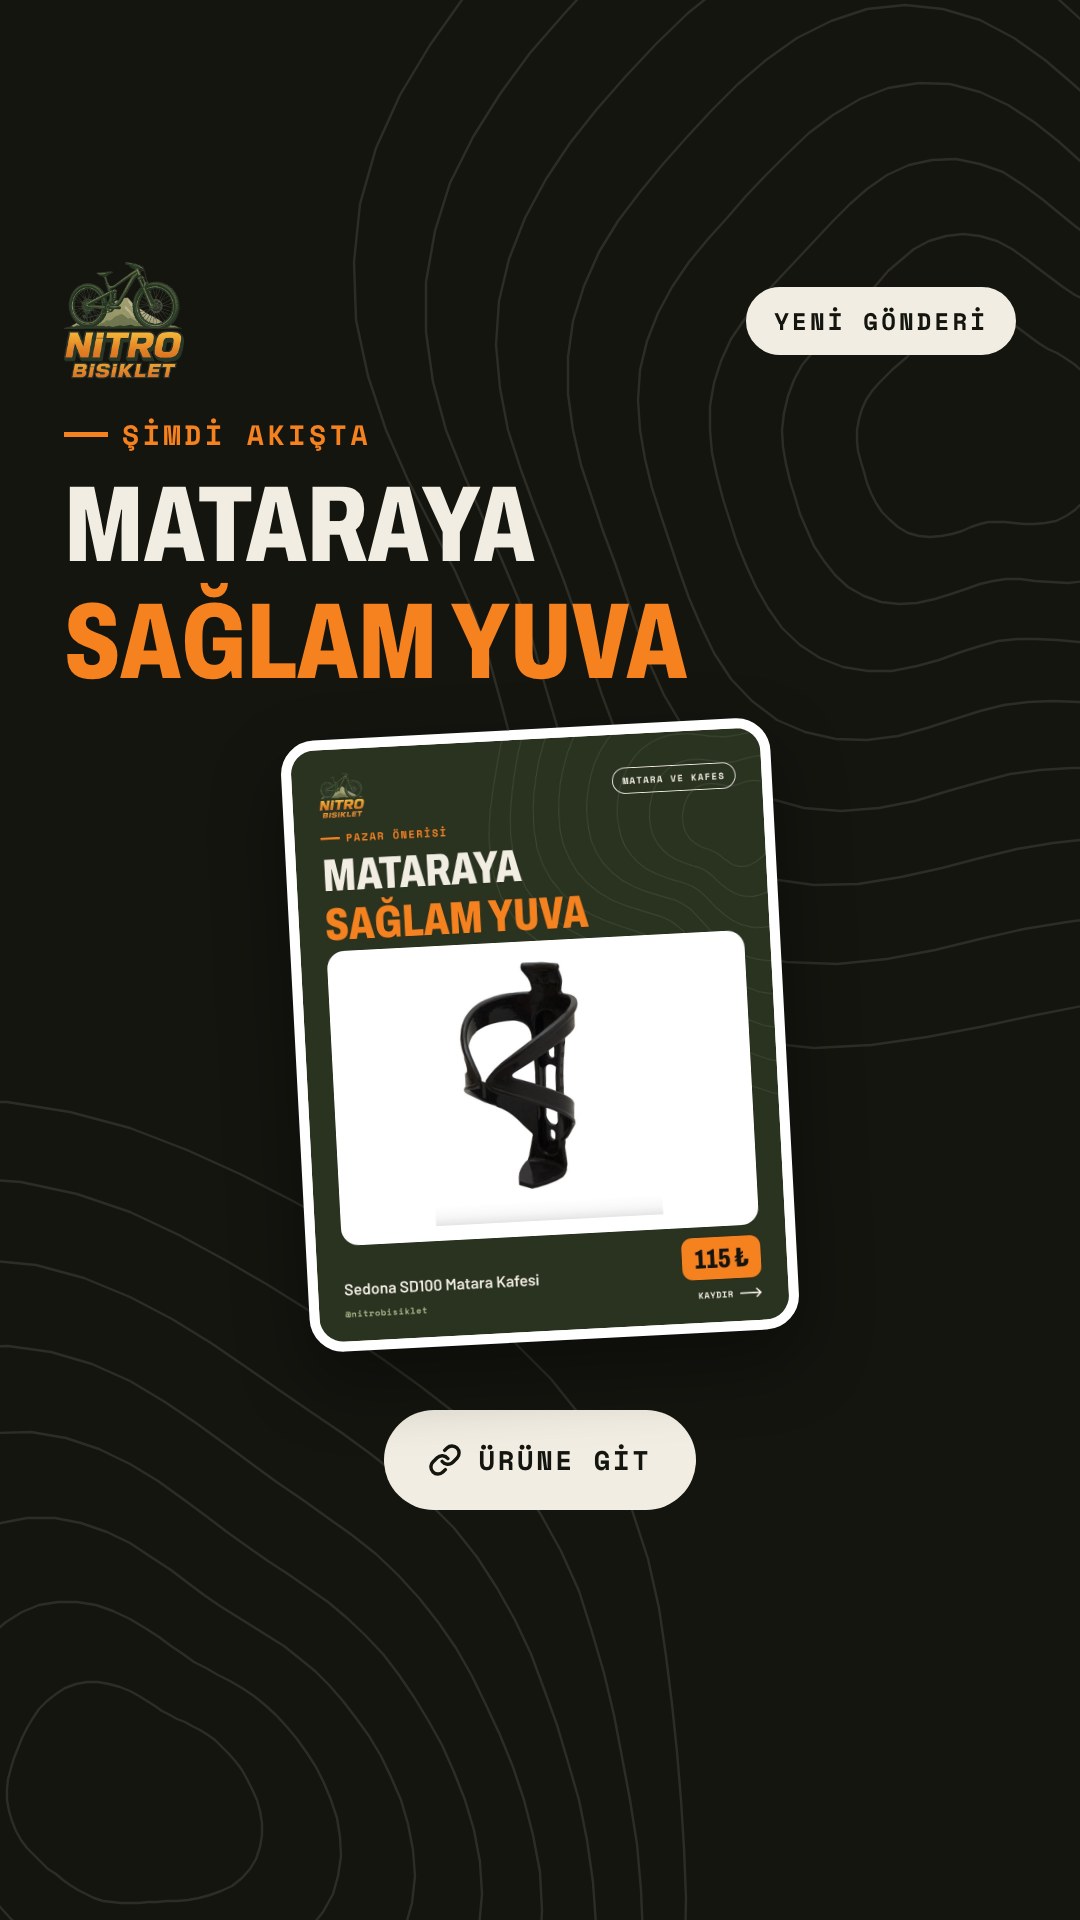 NiTRO
BiSiKLET
YENİ GÖNDERİ
ŞİMDİ AKIŞTA
MATARAYA
SAĞLAM YUVA
NiTRO
BiSiKLET
MATARA VE KAFES
PAZAR ÖNERİSİ
MATARAYA
SAĞLAM YUVA
115 ₺
Sedona SD100 Matara Kafesi
KAYDIR
@nitrobisiklet
ÜRÜNE GİT